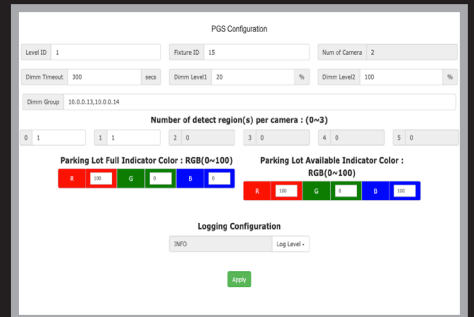 PGS Configuration
Level ID 1 Fixture ID 15 Num of Camera 2
Dimm Timeout 300 secs Dimm Level1 20 % Dimm Level2 100 %
Dimm Group 10.0.0.13,10.0.0.14
Number of detect region(s) per camera : (0~3)
0 1 1 1 2 0 3 0 4 0 5 0
Parking Lot Full Indicator Color : RGB(0~100)
R 100 G 0 B 0
Parking Lot Available Indicator Color :
RGB(0~100)
R 100 G 0 B 100
Logging Configuration
INFO Log Level
Apply